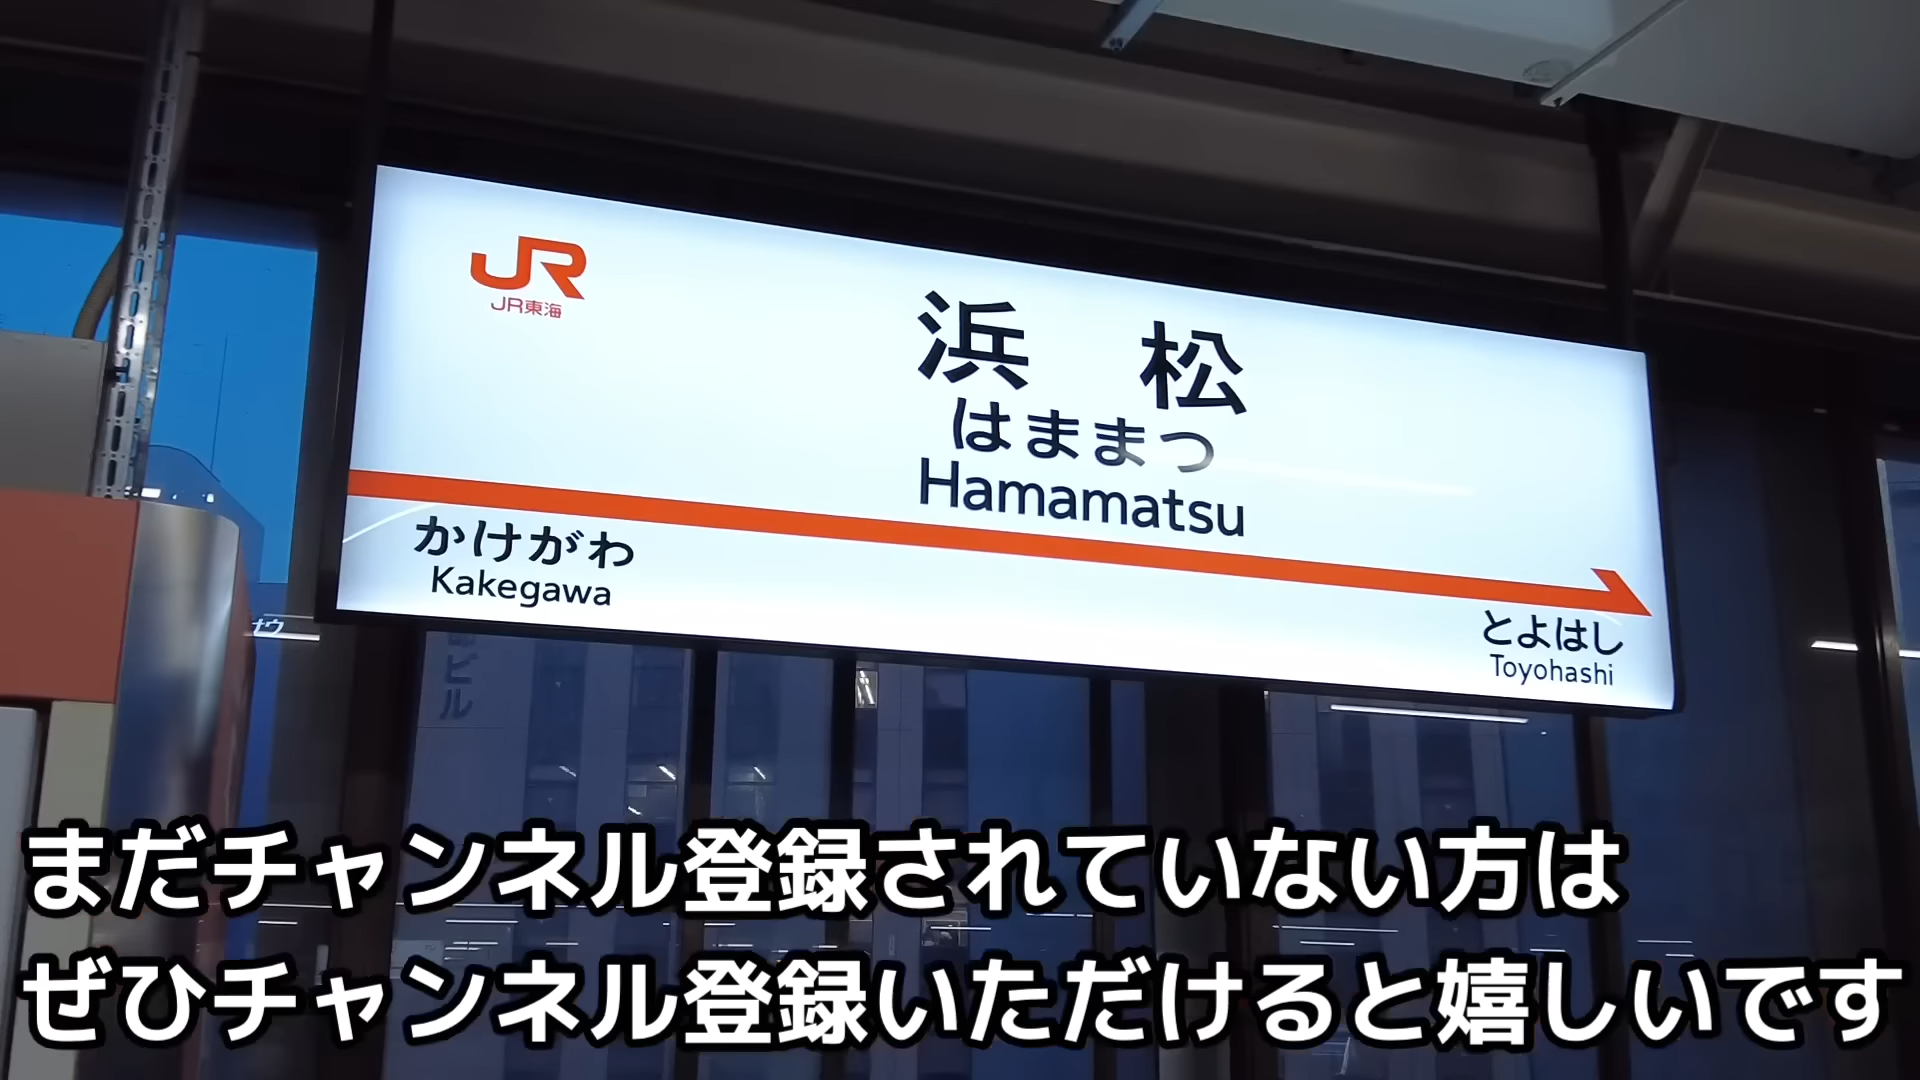 JR
JR東海
浜 松
はままつ
Hamamatsu
かけがわ
Kakegawa
とよはし
Toyohashi
ビル
まだチャンネル登録されていない方は
ぜひチャンネル登録いただけると嬉しいです